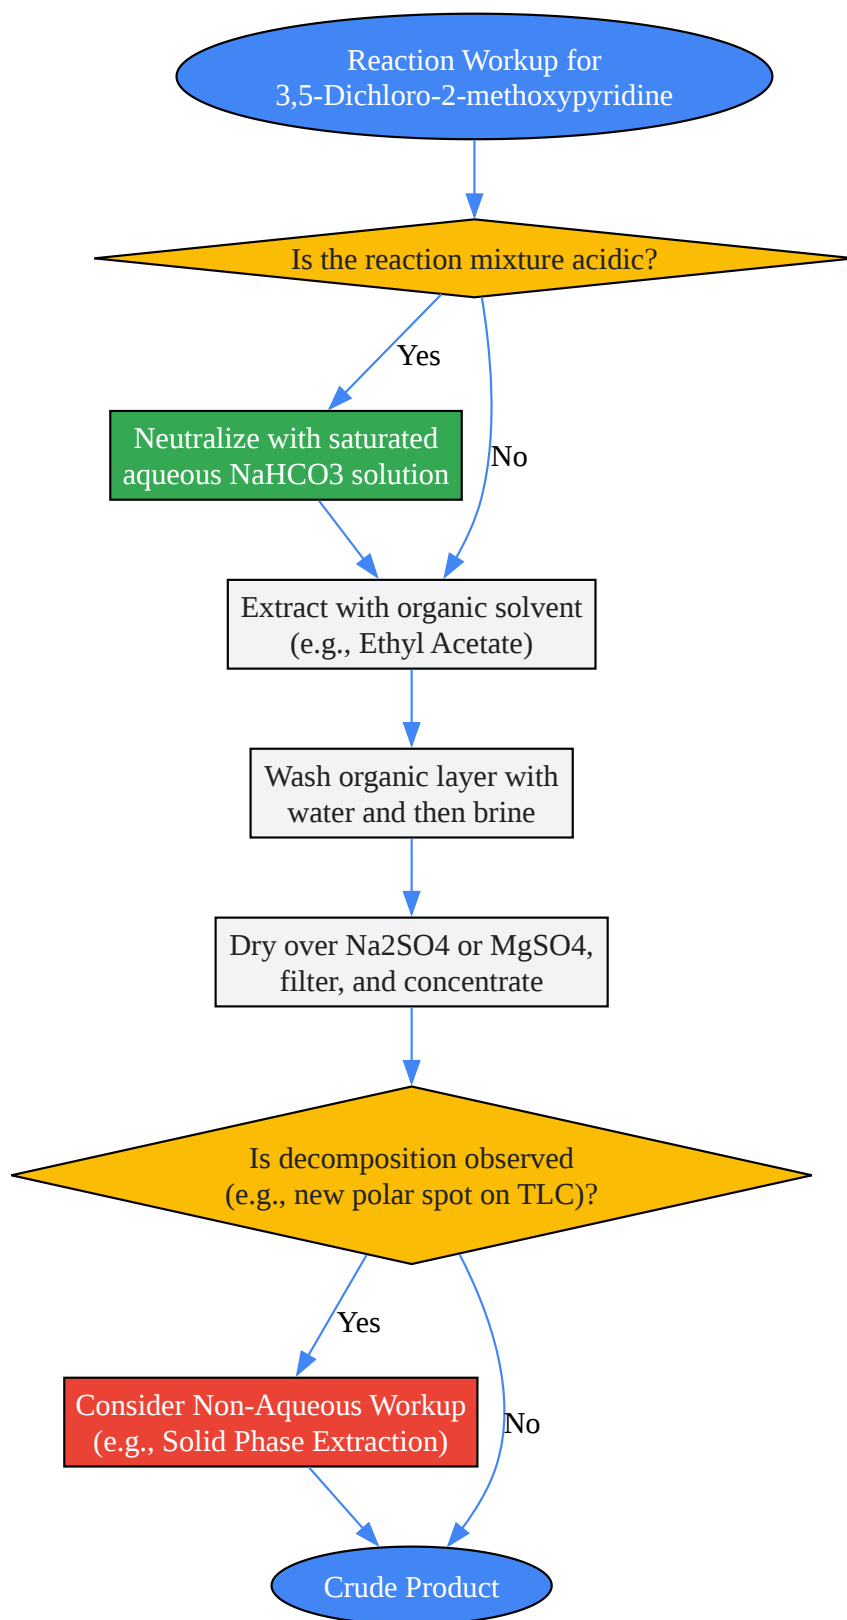 Reaction Workup for
3,5-Dichloro-2-methoxypyridine
Is the reaction mixture acidic?
Yes
Neutralize with saturated
aqueous NaHCO3 solution
No
Extract with organic solvent
(e.g., Ethyl Acetate)
Wash organic layer with
water and then brine
Dry over Na2SO4 or MgSO4,
filter, and concentrate
Is decomposition observed
(e.g., new polar spot on TLC)?
Yes
Consider Non-Aqueous Workup
(e.g., Solid Phase Extraction)
No
Crude Product